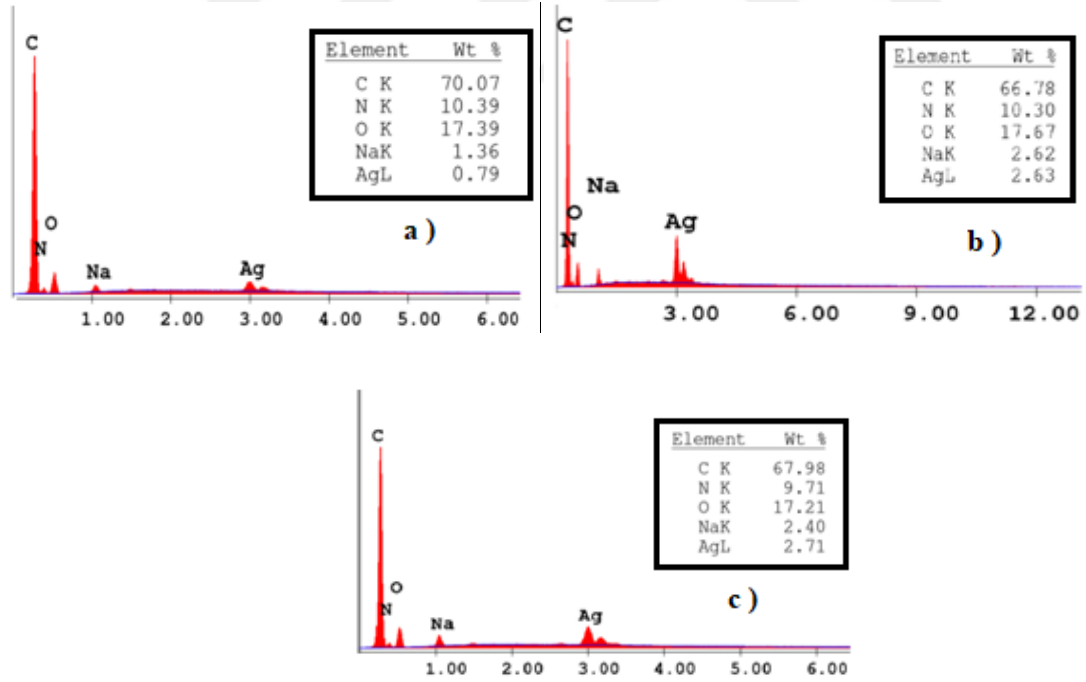 C
O
N
Na
Ag
Element Wt %
C K 70.07
N K 10.39
O K 17.39
NaK 1.36
AgL 0.79
a )
1.00 2.00 3.00 4.00 5.00 6.00
C
O
N
Na
Ag
Element Wt %
C K 66.78
N K 10.30
O K 17.67
NaK 2.62
AgL 2.63
b )
3.00 6.00 9.00 12.00
C
O
N
Na
Ag
Element Wt %
C K 67.98
N K 9.71
O K 17.21
NaK 2.40
AgL 2.71
c )
1.00 2.00 3.00 4.00 5.00 6.00